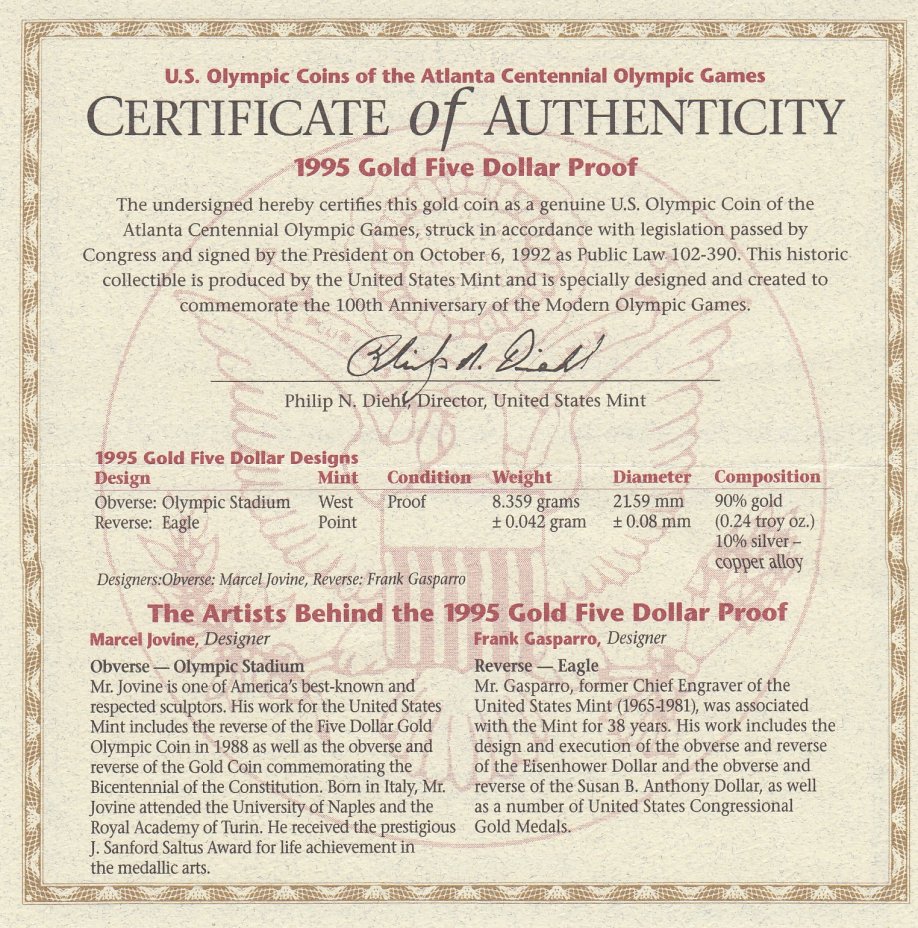 U.S. Olympic Coins of the Atlanta Centennial Olympic Games
CERTIFICATE of AUTHENTICITY
1995 Gold Five Dollar Proof
The undersigned hereby certifies this gold coin as a genuine U.S. Olympic Coin of the
Atlanta Centennial Olympic Games, struck in accordance with legislation passed by
Congress and signed by the President on October 6, 1992 as Public Law 102-390. This historic
collectible is produced by the United States Mint and is specially designed and created to
commemorate the 100th Anniversary of the Modern Olympic Games.
Philip N. Diehl
Philip N. Diehl, Director, United States Mint
1995 Gold Five Dollar Designs
Design Mint Condition Weight Diameter Composition
Obverse: Olympic Stadium West Proof 8.359 grams 21.59 mm 90% gold
Reverse: Eagle Point ± 0.042 gram ± 0.08 mm (0.24 troy oz.)
10% silver –
copper alloy
Designers:Obverse: Marcel Jovine, Reverse: Frank Gasparro
The Artists Behind the 1995 Gold Five Dollar Proof
Marcel Jovine, Designer
Obverse — Olympic Stadium
Mr. Jovine is one of America's best-known and
respected sculptors. His work for the United States
Mint includes the reverse of the Five Dollar Gold
Olympic Coin in 1988 as well as the obverse and
reverse of the Gold Coin commemorating the
Bicentennial of the Constitution. Born in Italy, Mr.
Jovine attended the University of Naples and the
Royal Academy of Turin. He received the prestigious
J. Sanford Saltus Award for life achievement in
the medallic arts.
Frank Gasparro, Designer
Reverse — Eagle
Mr. Gasparro, former Chief Engraver of the
United States Mint (1965-1981), was associated
with the Mint for 38 years. His work includes the
design and execution of the obverse and reverse
of the Eisenhower Dollar and the obverse and
reverse of the Susan B. Anthony Dollar, as well
as a number of United States Congressional
Gold Medals.